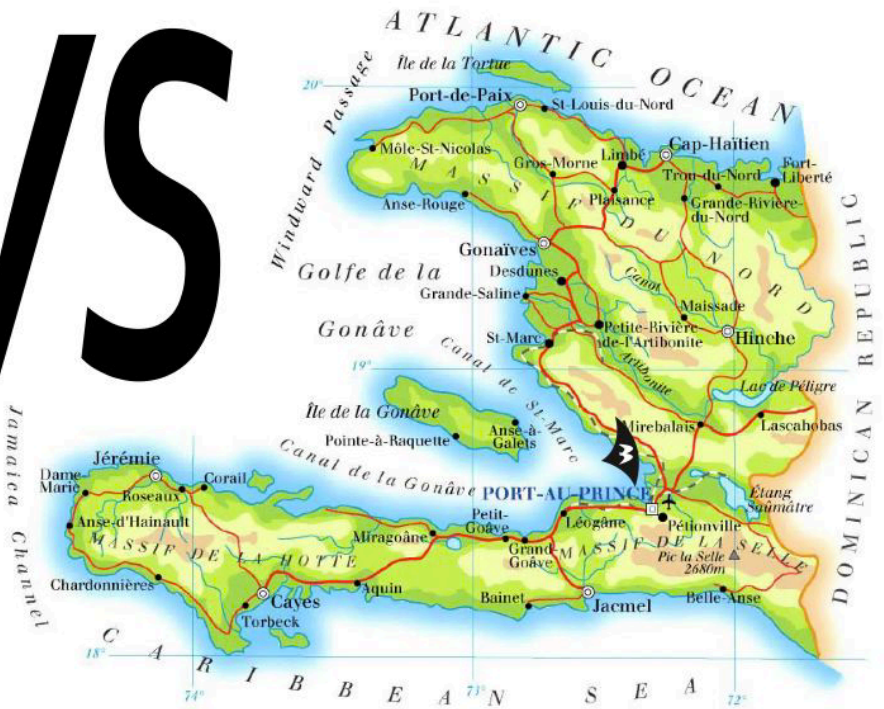 /S
ATLANTIC OCEAN
Île de la Tortue
20°
Windward Passage
Port-de-Paix
St-Louis-du-Nord
Cap-Haïtien
Môle-St-Nicolas
Limbé
Fort-
Liberté
Gros-Morne
Trou-du-Nord
MASSIF DU NORD
Plaisance
Grande-Rivière-
du-Nord
Anse-Rouge
Gonaïves
Golfe de la
Gonâve
Desdunes
Canot
Grande-Saline
Maissade
St-Marc
Petite-Rivière
de-l'Artibonite
Hinche
DOMINICAN REPUBLIC
19°
Canal de St-Marc
Artibonite
Lac de Péligre
Île de la Gonâve
Anse-à-
Galets
Pointe-à-Raquette
Mirebalais
Lascahobas
Jamaica Channel
Canal de la Gonâve
Jérémie
Dame-
Marie
Roseaux
Corail
PORT-AU-PRINCE
Étang
Saumâtre
Petit-
Goâve
Léogâne
Pétionville
Anse-d'Hainault
Miragoâne
Grand-
Goâve
MASSIF DE LA HOTTE
MASSIF DE LA SELLE
Pic la Selle
2680m
Chardonnières
Cayes
Aquin
Bainet
Jacmel
Belle-Anse
Torbeck
18°
CARIBBEAN SEA
74°
73°
72°